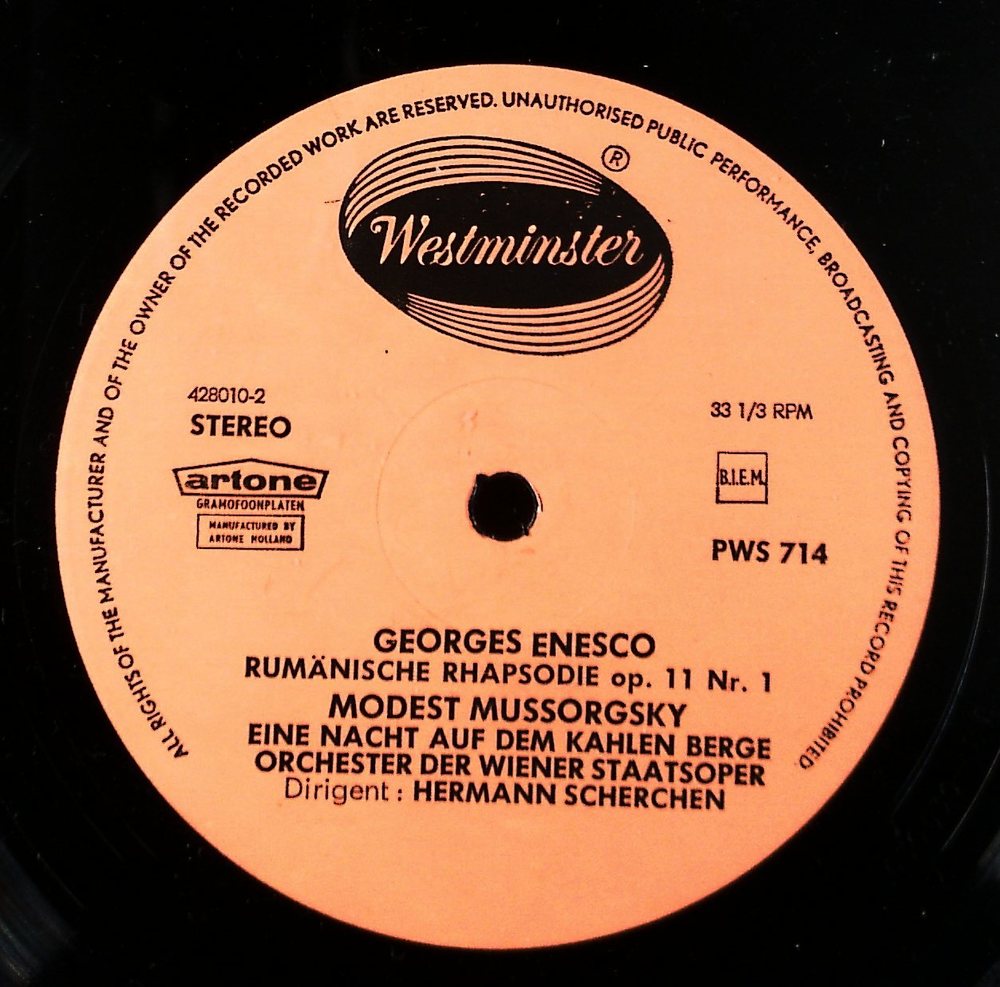 ALL RIGHTS OF THE MANUFACTURER AND OF THE OWNER OF THE RECORDED WORK ARE RESERVED. UNAUTHORISED PUBLIC PERFORMANCE, BROADCASTING AND COPYING OF THIS RECORD PROHIBITED.
®
Westminster
428010-2
STEREO
artone
GRAMOFOONPLATEN
MANUFACTURED BY
ARTONE HOLLAND
33 1/3 RPM
B.I.E.M.
PWS 714
GEORGES ENESCO
RUMÄNISCHE RHAPSODIE op. 11 Nr. 1
MODEST MUSSORGSKY
EINE NACHT AUF DEM KAHLEN BERGE
ORCHESTER DER WIENER STAATSOPER
Dirigent : HERMANN SCHERCHEN